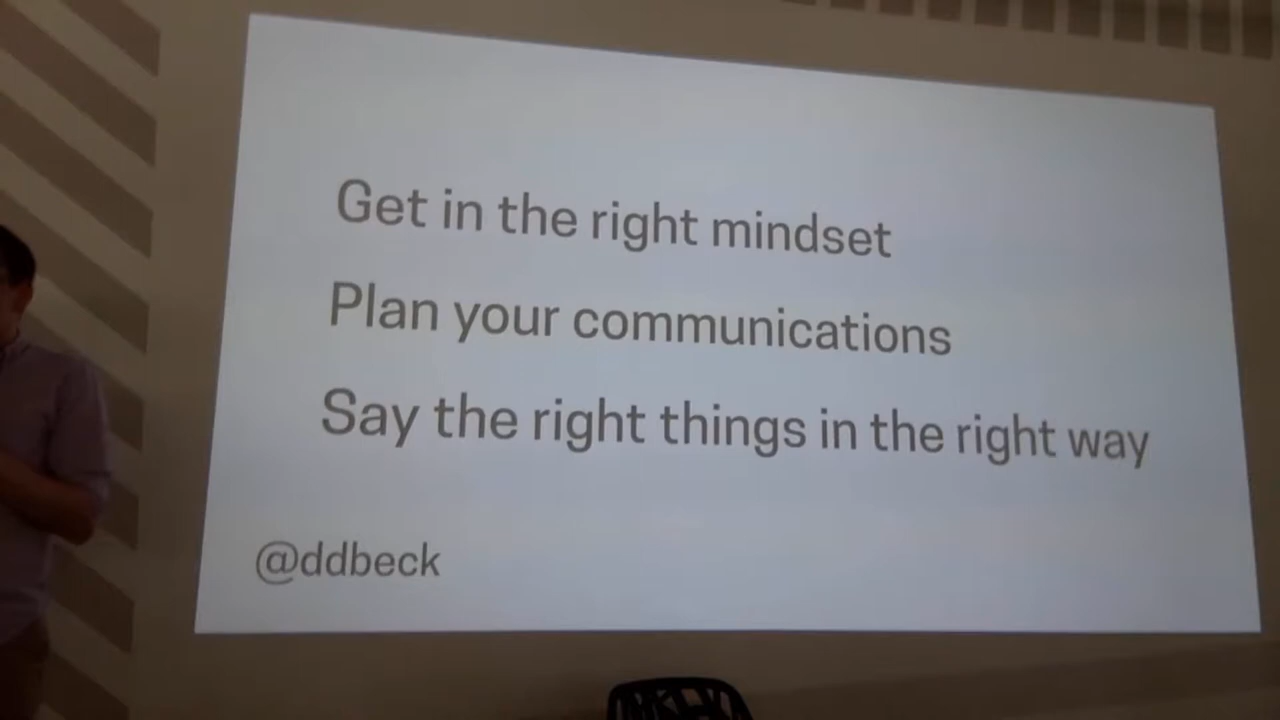 Get in the right mindset
Plan your communications
Say the right things in the right way
@ddbeck